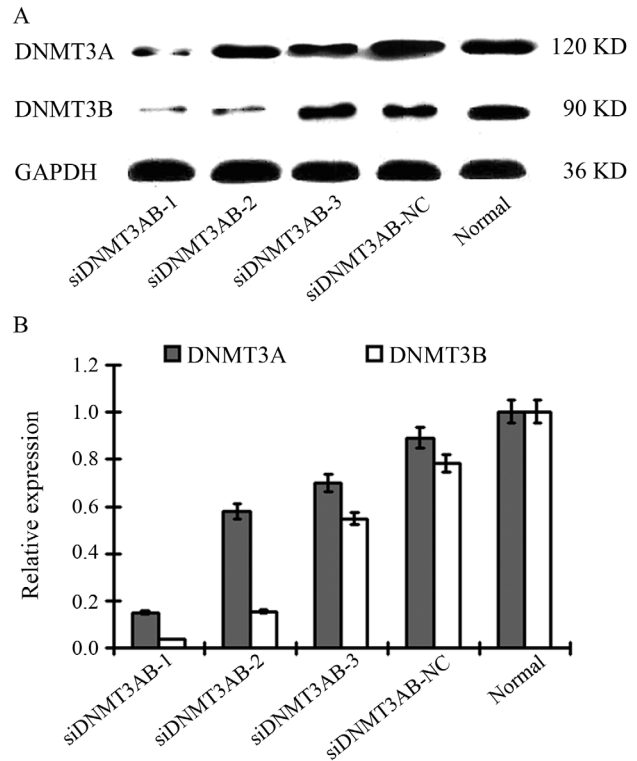 A
DNMT3A 120 KD
DNMT3B 90 KD
GAPDH 36 KD
siDNMT3AB-1 siDNMT3AB-2 siDNMT3AB-3 siDNMT3AB-NC Normal
B
DNMT3A DNMT3B
1.2
1.0
0.8
0.6
0.4
0.2
0.0
Relative expression
siDNMT3AB-1 siDNMT3AB-2 siDNMT3AB-3 siDNMT3AB-NC Normal